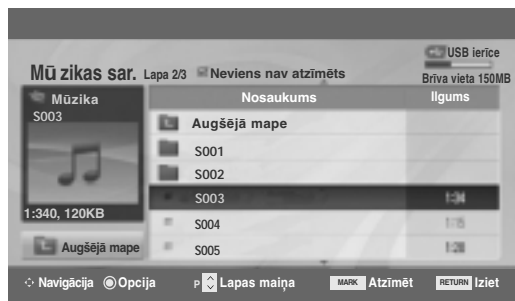 USB ierīce
Mū zikas sar. Lapa 2/3 Neviens nav atzīmēts
Brīva vieta 150MB
Mūzika
S003
1:340, 120KB
Augšējā mape
Nosaukums Ilgums
Augšējā mape
S001
S002
S003 1:34
S004 1:15
S005 1:28
Navigācija Opcija P Lapas maiņa MARK Atzīmēt RETURN Iziet